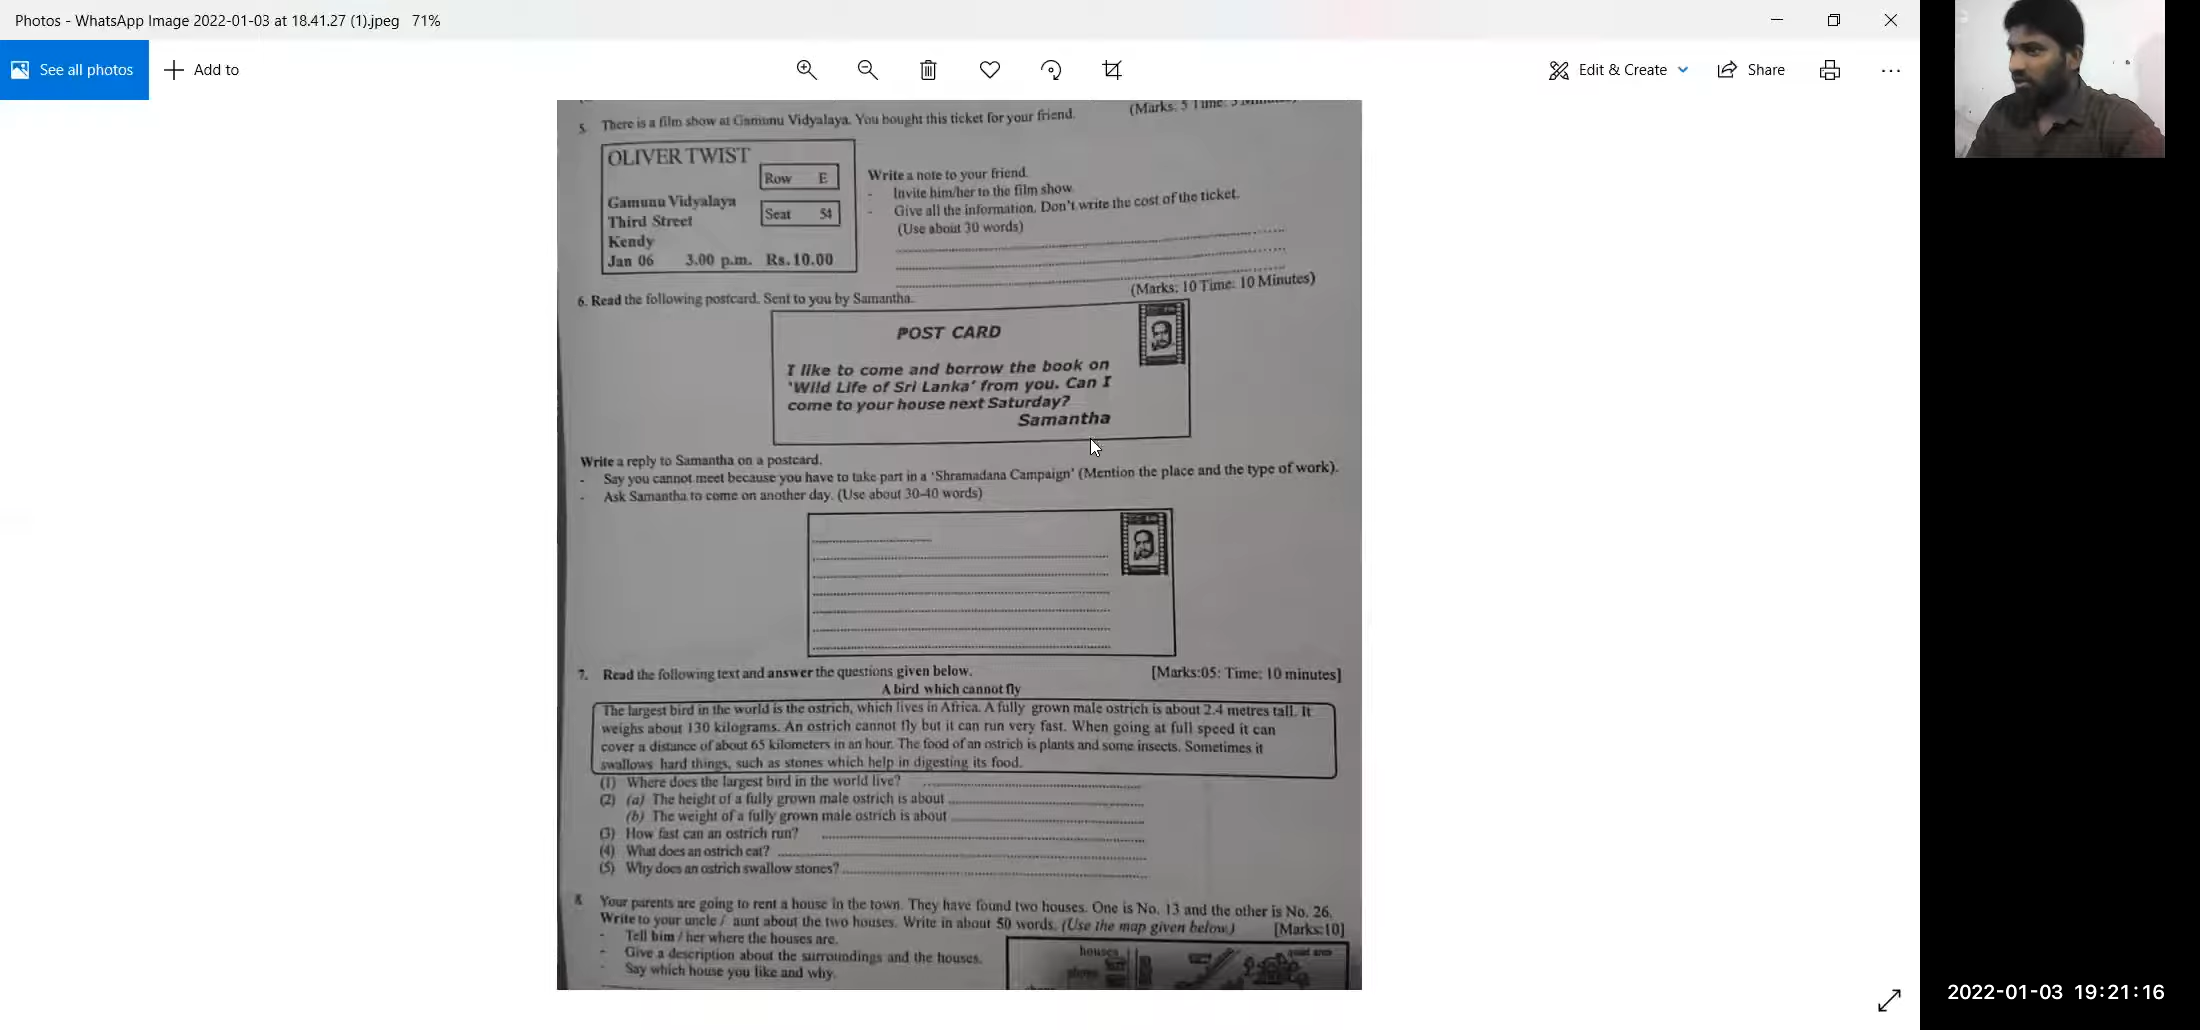 Photos - WhatsApp Image 2022-01-03 at 18.41.27 (1).jpeg 71%
See all photos
Add to
Edit & Create
Share
(Marks. 5 Time: 5
5. There is a film show at Gamunu Vidyalaya. You bought this ticket for your friend.
OLIVER TWIST
Row E
Seat 54
Gamunu Vidyalaya
Third Street
Kendy
Jan 06 3.00 p.m. Rs. 10.00
Write a note to your friend.
- Invite him/her to the film show
- Give all the information. Don't write the cost of the ticket.
(Use about 30 words)
(Marks: 10 Time: 10 Minutes)
6. Read the following postcard. Sent to you by Samantha.
POST CARD
I like to come and borrow the book on
'Wild Life of Sri Lanka' from you. Can I
come to your house next Saturday?
Samantha
Write a reply to Samantha on a postcard.
- Say you cannot meet because you have to take part in a 'Shramadana Campaign' (Mention the place and the type of work).
- Ask Samantha to come on another day. (Use about 30-40 words)
7. Read the following text and answer the questions given below. [Marks:05: Time: 10 minutes]
A bird which cannot fly
The largest bird in the world is the ostrich, which lives in Africa. A fully grown male ostrich is about 2.4 metres tall. It
weighs about 130 kilograms. An ostrich cannot fly but it can run very fast. When going at full speed it can
cover a distance of about 65 kilometers in an hour. The food of an ostrich is plants and some insects. Sometimes it
swallows hard things, such as stones which help in digesting its food.
(1) Where does the largest bird in the world live?
(2) (a) The height of a fully grown male ostrich is about
(b) The weight of a fully grown male ostrich is about
(3) How fast can an ostrich run?
(4) What does an ostrich eat?
(5) Why does an ostrich swallow stones?
8. Your parents are going to rent a house in the town. They have found two houses. One is No. 13 and the other is No. 26.
Write to your uncle / aunt about the two houses. Write in about 50 words. (Use the map given below.) [Marks:10]
- Tell him / her where the houses are.
- Give a description about the surroundings and the houses.
- Say which house you like and why.
houses
2022-01-03 19:21:16